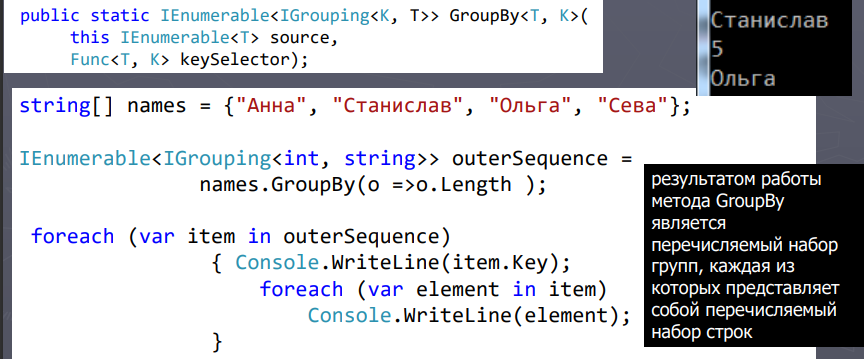 public static IEnumerable<IGrouping<K, T>> GroupBy<T, K>(
this IEnumerable<T> source,
Func<T, K> keySelector);
Станислав
5
Ольга
string[] names = {"Анна", "Станислав", "Ольга", "Сева"};
IEnumerable<IGrouping<int, string>> outerSequence =
names.GroupBy(o =>o.Length );
foreach (var item in outerSequence)
{ Console.WriteLine(item.Key);
foreach (var element in item)
Console.WriteLine(element);
}
результатом работы
метода GroupBy
является
перечисляемый набор
групп, каждая из
которых представляет
собой перечисляемый
набор строк